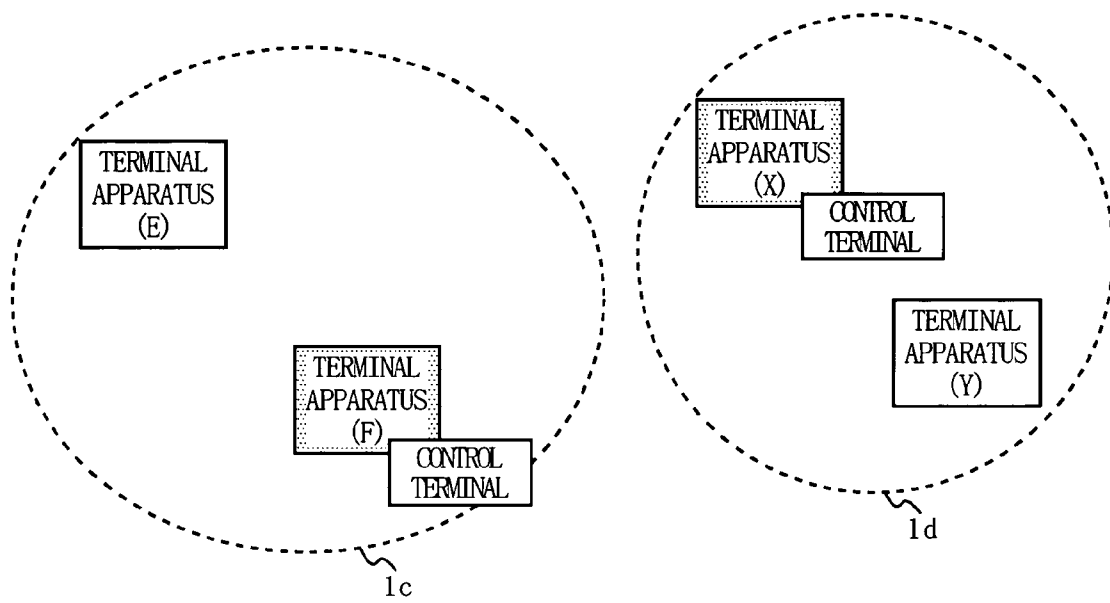 TERMINAL
APPARATUS
(E)
TERMINAL
APPARATUS
(F)
CONTROL
TERMINAL
1c
TERMINAL
APPARATUS
(X)
CONTROL
TERMINAL
TERMINAL
APPARATUS
(Y)
1d